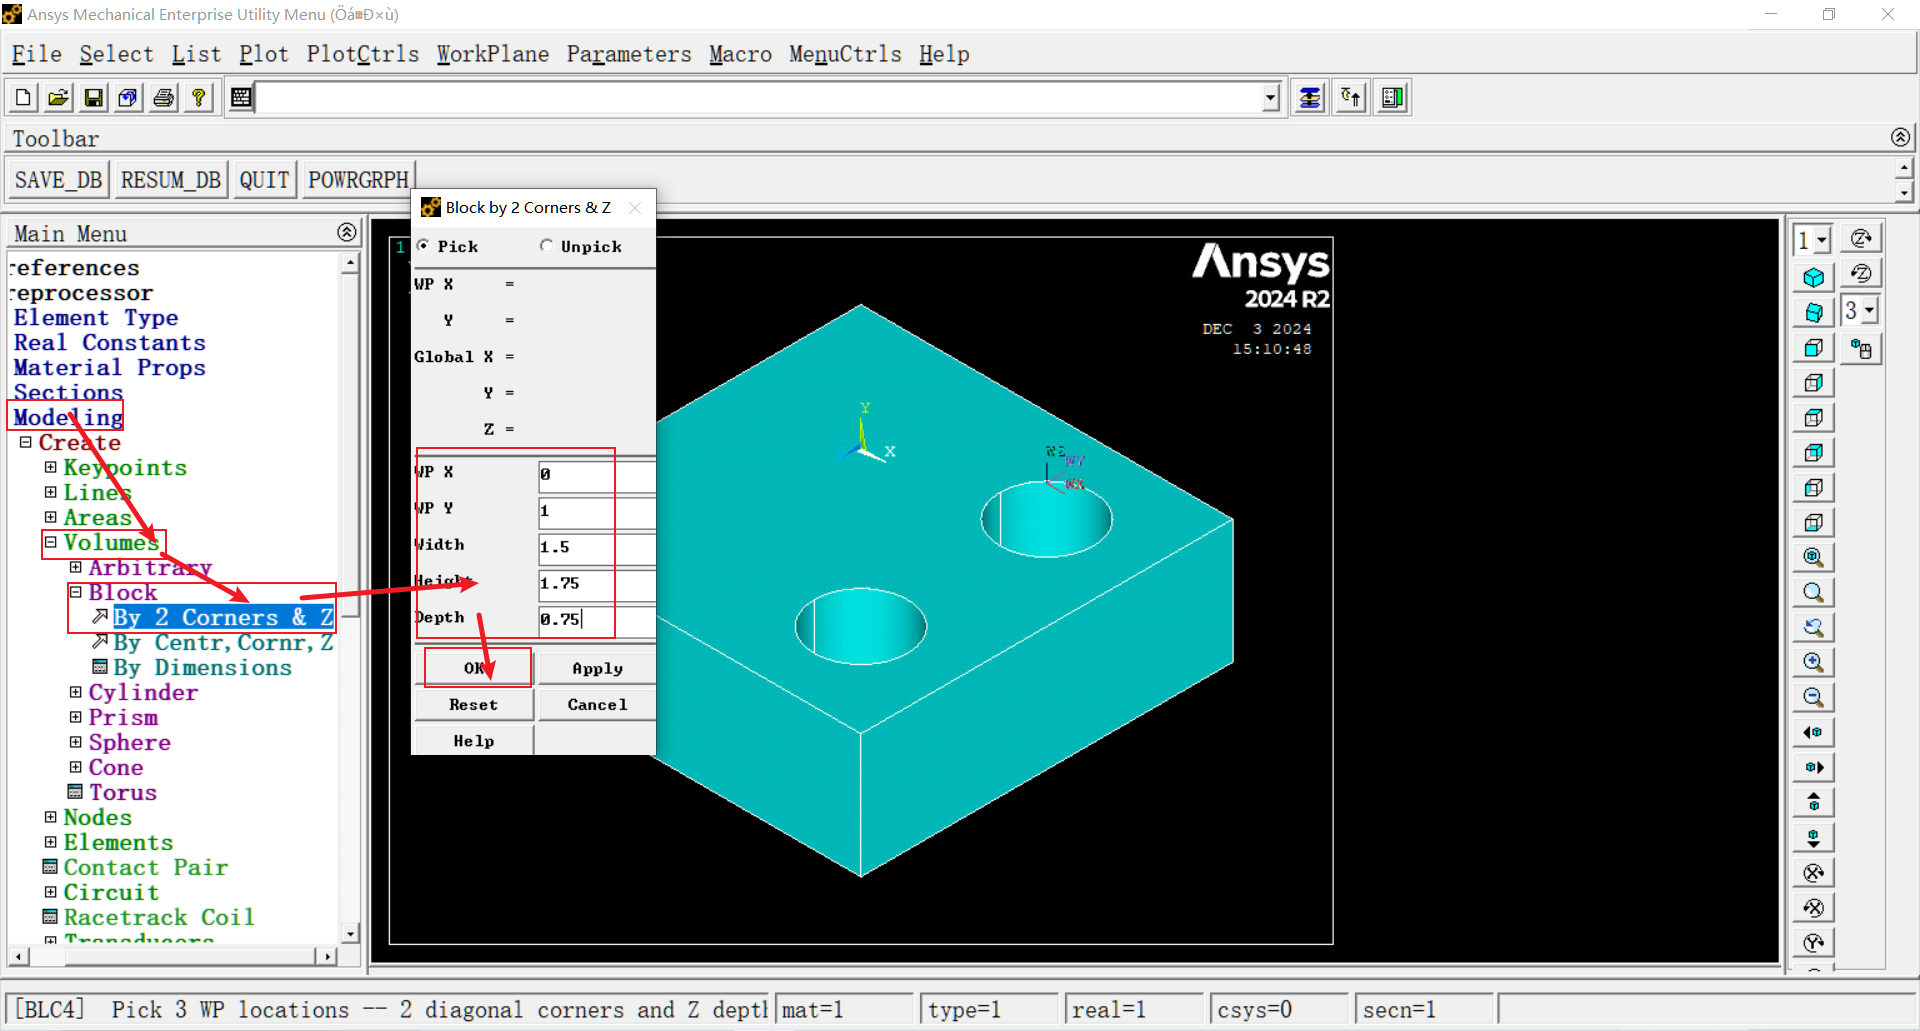 Ansys Mechanical Enterprise Utility Menu (Öá³Ð×ù)
File Select List Plot PlotCtrls WorkPlane Parameters Macro MenuCtrls Help
Toolbar
SAVE_DB RESUM_DB QUIT POWRGRPH
Main Menu
references
reprocessor
Element Type
Real Constants
Material Props
Sections
Modeling
Create
Keypoints
Lines
Areas
Volumes
Arbitrary
Block
By 2 Corners & Z
By Centr,Cornr,Z
By Dimensions
Cylinder
Prism
Sphere
Cone
Torus
Nodes
Elements
Contact Pair
Circuit
Racetrack Coil
Transducers
Block by 2 Corners & Z
Pick Unpick
WP X =
Y =
Global X =
Y =
Z =
WP X 0
WP Y 1
Width 1.5
Height 1.75
Depth 0.75
OK Apply
Reset Cancel
Help
1
Ansys
2024 R2
DEC 3 2024
15:10:48
Y
X
WZ
WY
WX
1
3
[BLC4] Pick 3 WP locations -- 2 diagonal corners and Z depth
mat=1 type=1 real=1 csys=0 secn=1